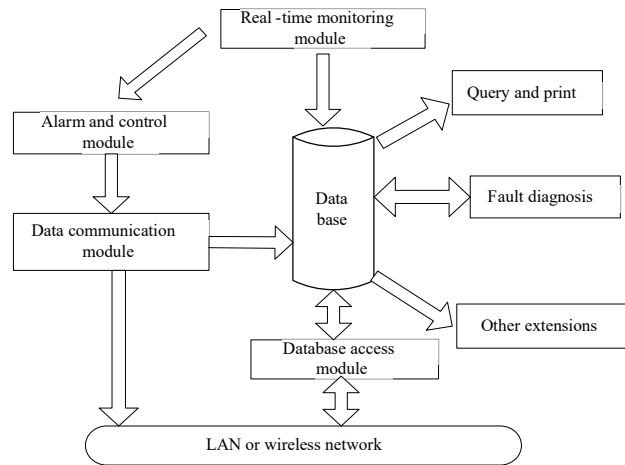 Real -time monitoring
module
Query and print
Alarm and control
module
Data
base
Fault diagnosis
Data communication
module
Other extensions
Database access
module
LAN or wireless network